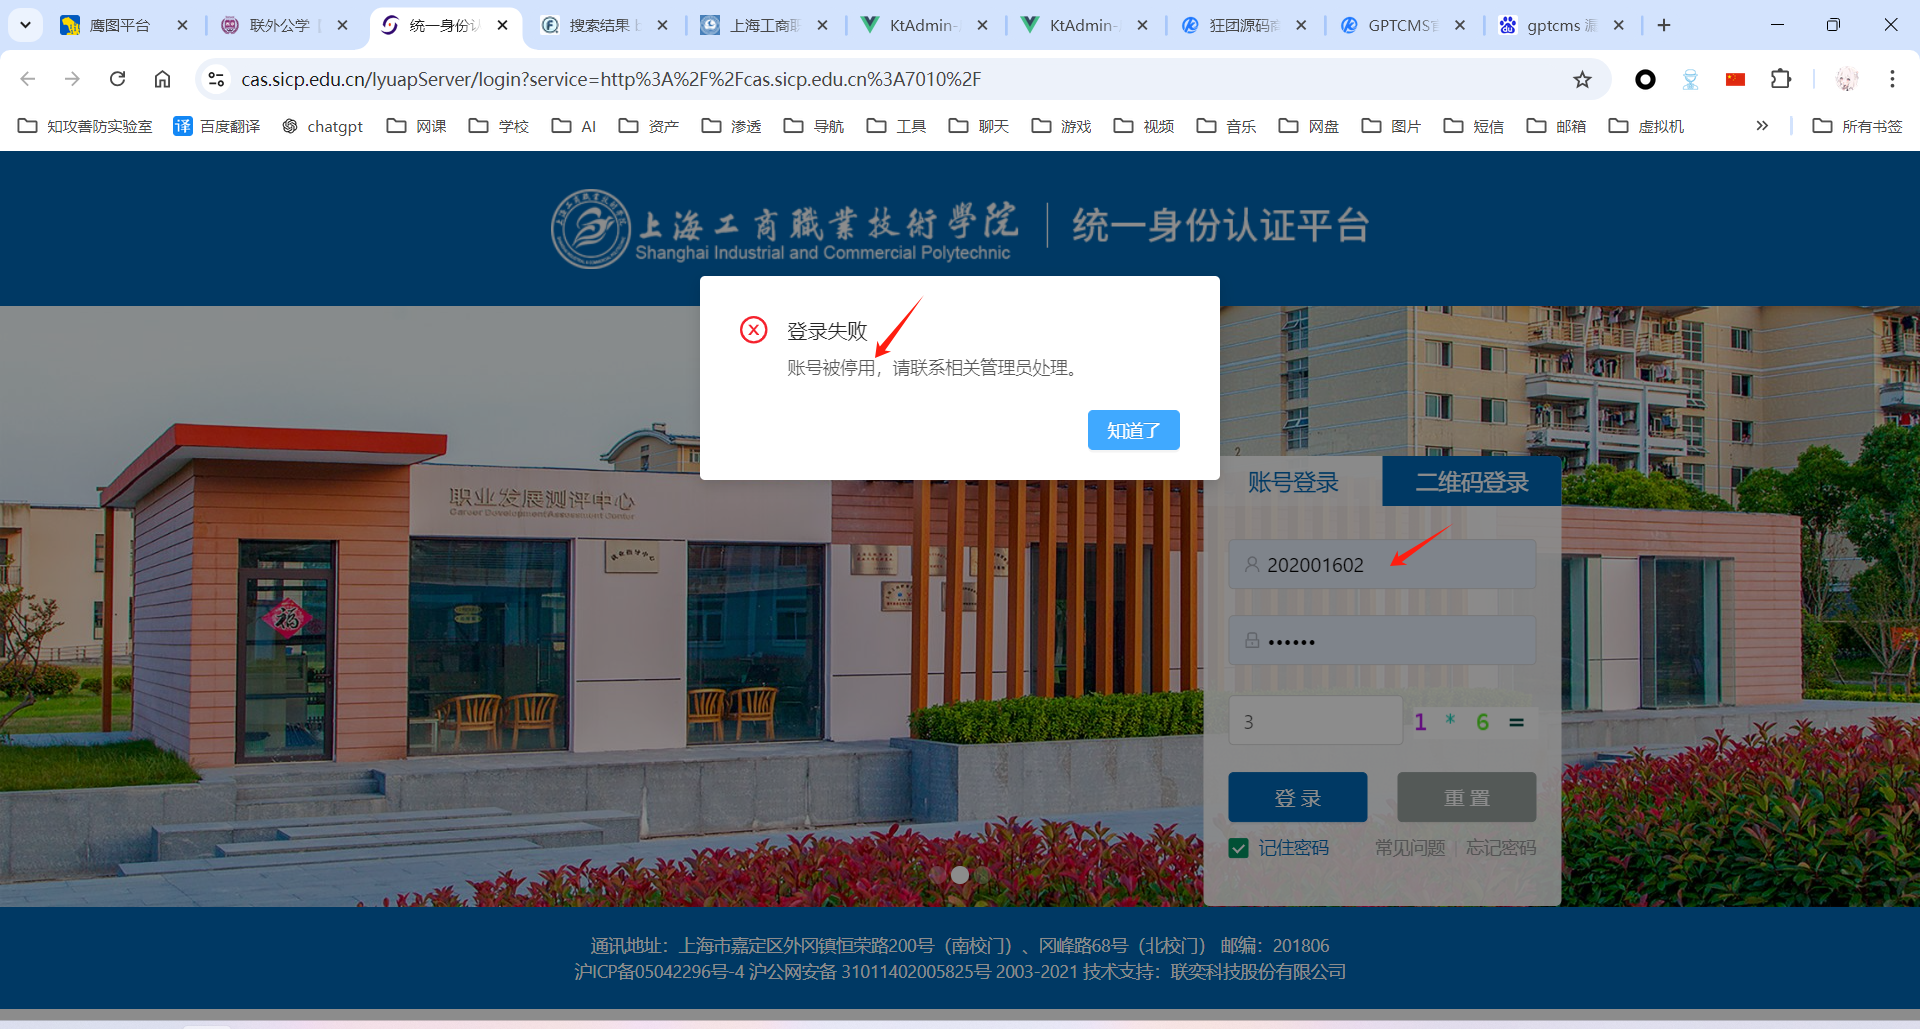 鹰图平台
联外公学
统一身份认
搜索结果
上海工商职
KtAdmin-
KtAdmin-
狂团源码商
GPTCMS官
gptcms 漏
cas.sicp.edu.cn/lyuapServer/login?service=http%3A%2F%2Fcas.sicp.edu.cn%3A7010%2F
知攻善防实验室
译 百度翻译
chatgpt
网课
学校
AI
资产
渗透
导航
工具
聊天
游戏
视频
音乐
网盘
图片
短信
邮箱
虚拟机
所有书签
上海工商職業技術學院
Shanghai Industrial and Commercial Polytechnic
统一身份认证平台
登录失败
账号被停用，请联系相关管理员处理。
知道了
职业发展测评中心
Career Development Assessment Center
福
2
账号登录
二维码登录
202001602
••••••
3
1 * 6 =
登 录
重 置
记住密码
常见问题
忘记密码
通讯地址：上海市嘉定区外冈镇恒荣路200号（南校门）、冈峰路68号（北校门） 邮编：201806
沪ICP备05042296号-4 沪公网安备 31011402005825号 2003-2021 技术支持：联奕科技股份有限公司